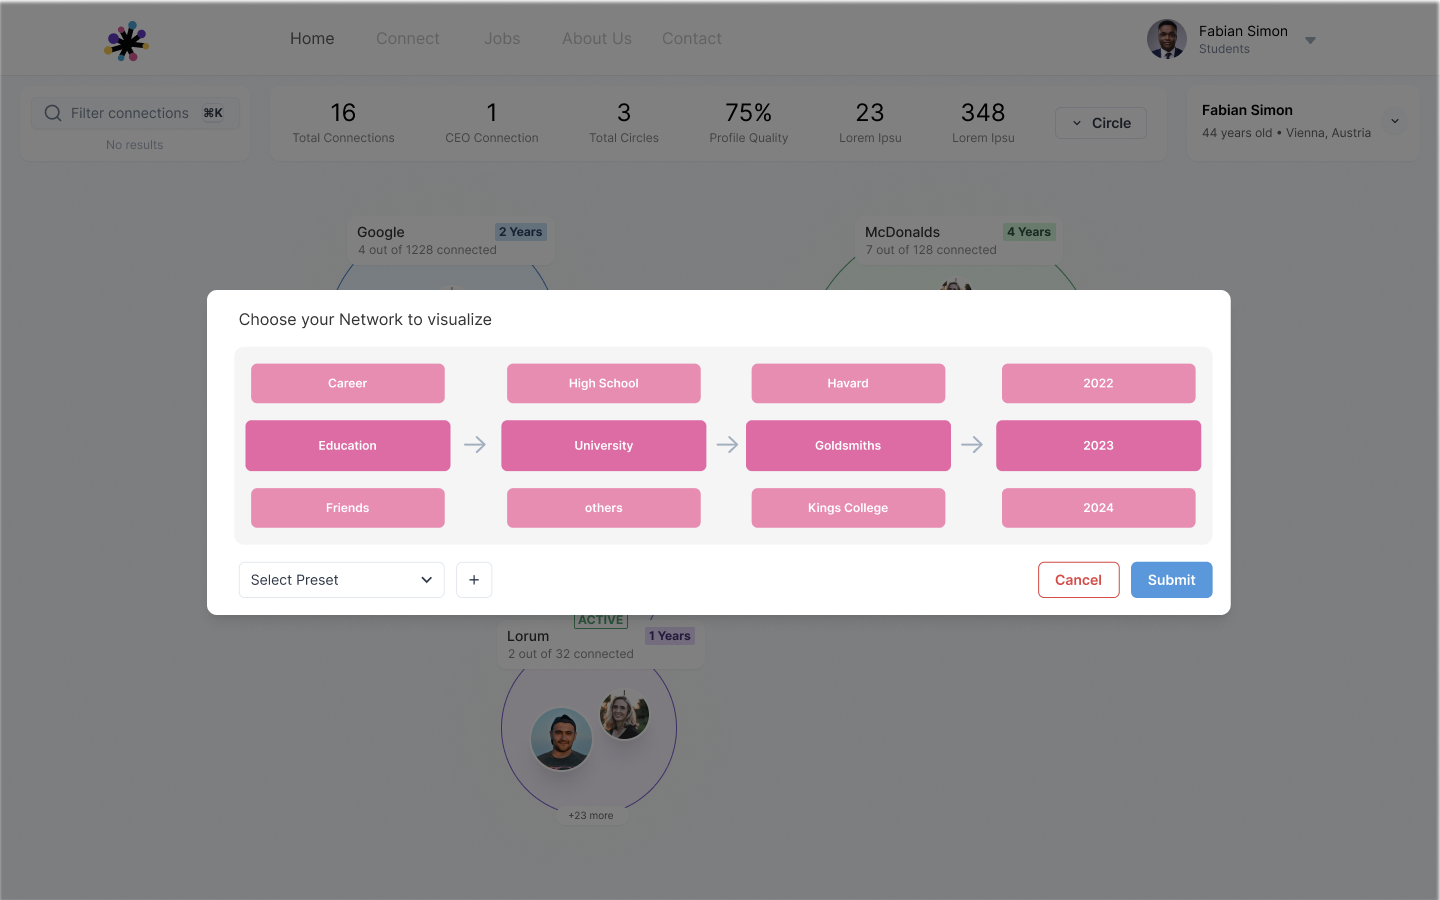 Home
Connect
Jobs
About Us
Contact
Fabian Simon
Students
Filter connections ⌘K
No results
16
Total Connections
1
CEO Connection
3
Total Circles
75%
Profile Quality
23
Lorem Ipsu
348
Lorem Ipsu
Circle
Fabian Simon
44 years old • Vienna, Austria
Google
2 Years
4 out of 1228 connected
McDonalds
4 Years
7 out of 128 connected
Choose your Network to visualize
Career
High School
Havard
2022
Education
University
Goldsmiths
2023
Friends
others
Kings College
2024
Select Preset
+
Cancel
Submit
ACTIVE
Lorum
1 Years
2 out of 32 connected
+23 more